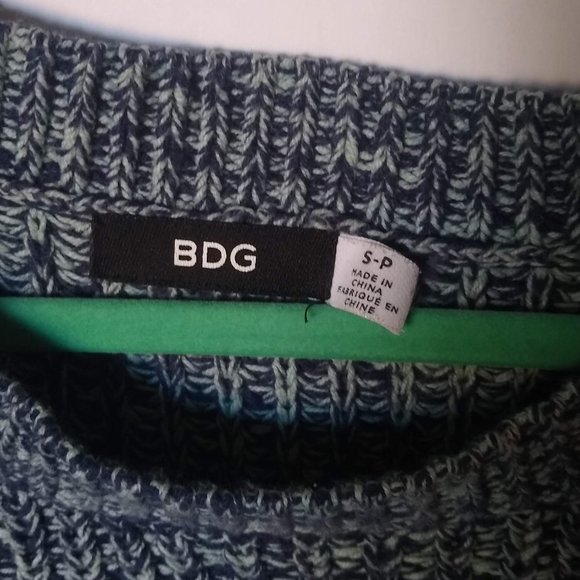 BDG
S-P
MADE IN
CHINA
FABRIQUÉ EN
CHINE